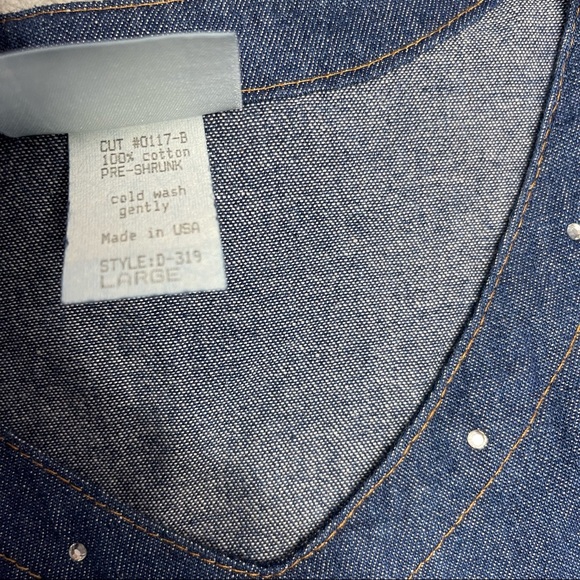 CUT #0117-B
100% cotton
PRE-SHRUNK
cold wash
gently
Made in USA
STYLE:D-319
LARGE